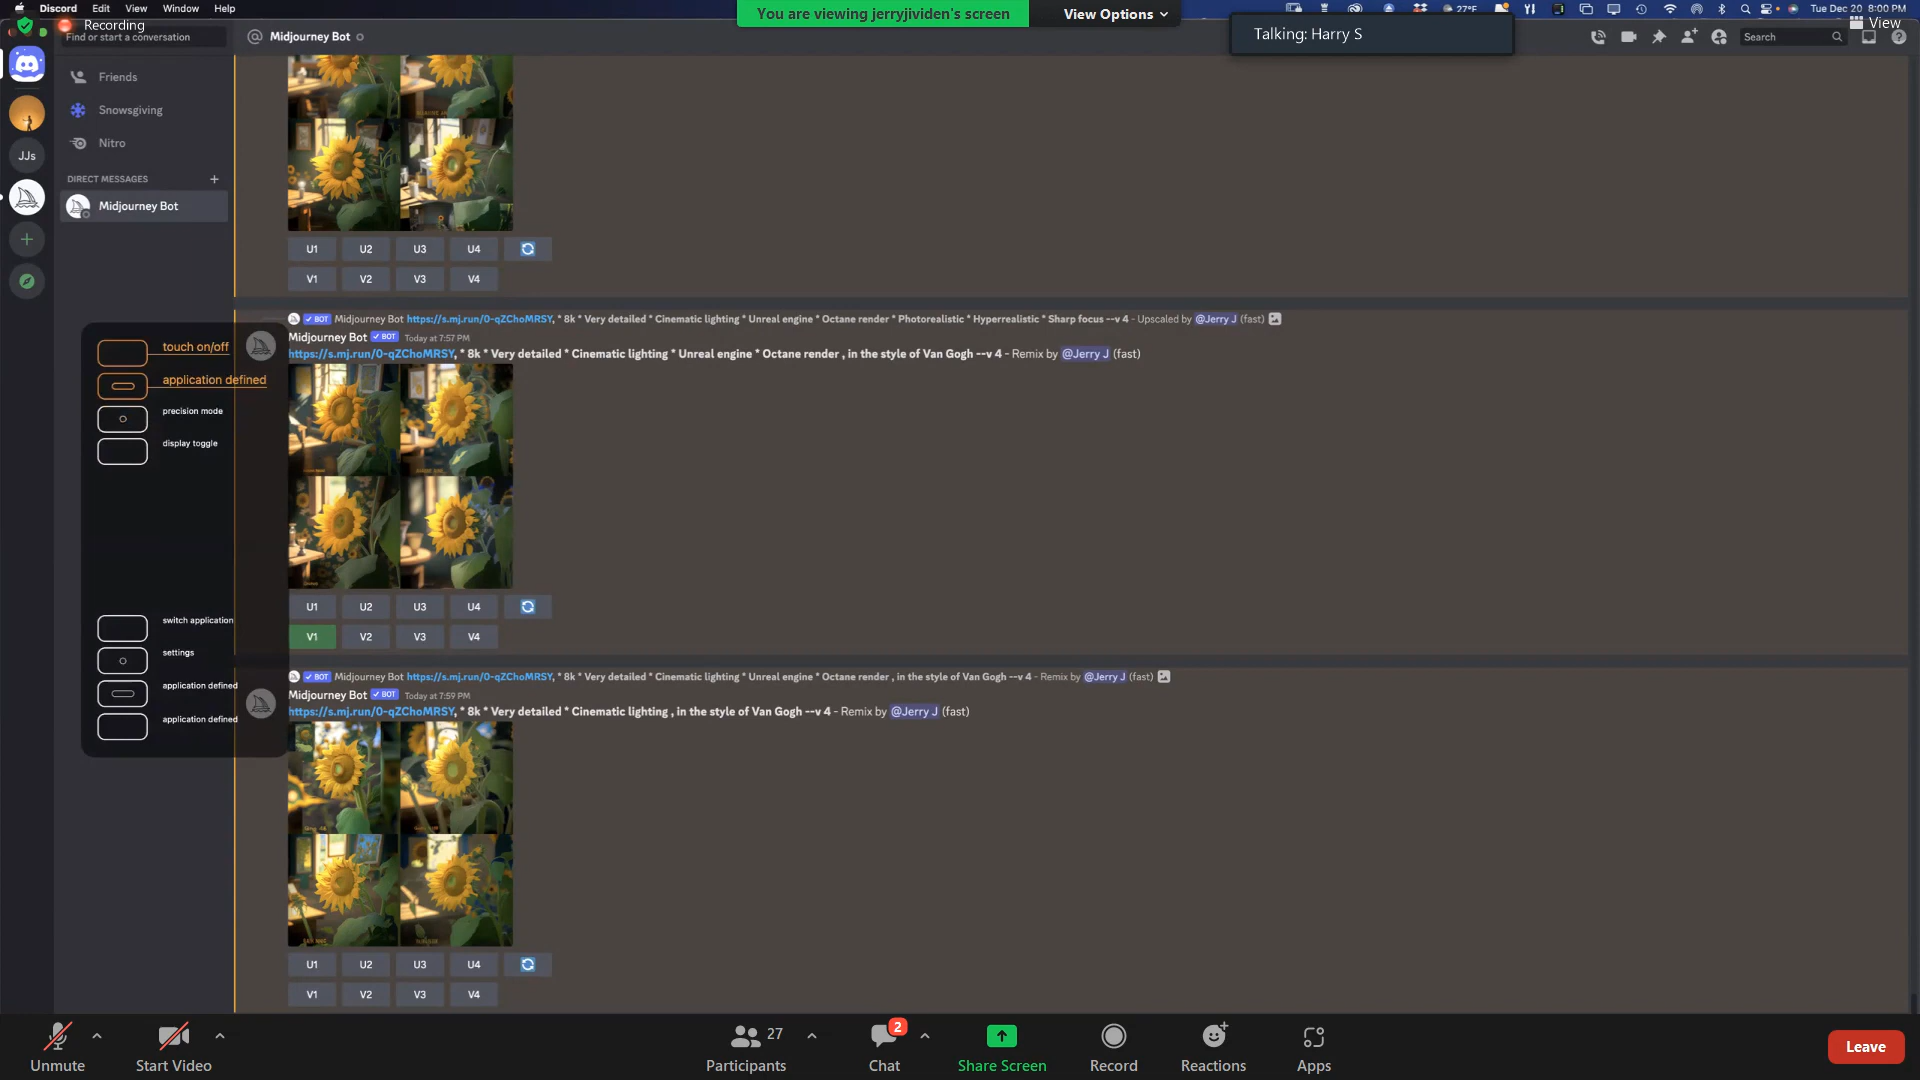 Discord Edit View Window Help
27°F
Tue Dec 20 8:00 PM
Recording
You are viewing jerryjividen's screen
View Options
Talking: Harry S
View
Find or start a conversation
Midjourney Bot
Search
Friends
Snowsgiving
Nitro
JJs
DIRECT MESSAGES +
Midjourney Bot
U1 U2 U3 U4
V1 V2 V3 V4
BOT Midjourney Bot https://s.mj.run/0-qZChoMRSY, * 8k * Very detailed * Cinematic lighting * Unreal engine * Octane render * Photorealistic * Hyperrealistic * Sharp focus --v 4 - Upscaled by @Jerry J (fast)
Midjourney Bot BOT Today at 7:57 PM
https://s.mj.run/0-qZChoMRSY, * 8k * Very detailed * Cinematic lighting * Unreal engine * Octane render , in the style of Van Gogh --v 4 - Remix by @Jerry J (fast)
touch on/off
application defined
precision mode
display toggle
switch application
settings
application defined
application defined
U1 U2 U3 U4
V1 V2 V3 V4
BOT Midjourney Bot https://s.mj.run/0-qZChoMRSY, * 8k * Very detailed * Cinematic lighting * Unreal engine * Octane render , in the style of Van Gogh --v 4 - Remix by @Jerry J (fast)
Midjourney Bot BOT Today at 7:59 PM
https://s.mj.run/0-qZChoMRSY, * 8k * Very detailed * Cinematic lighting , in the style of Van Gogh --v 4 - Remix by @Jerry J (fast)
U1 U2 U3 U4
V1 V2 V3 V4
Unmute
Start Video
27
Participants
2
Chat
Share Screen
Record
Reactions
Apps
Leave